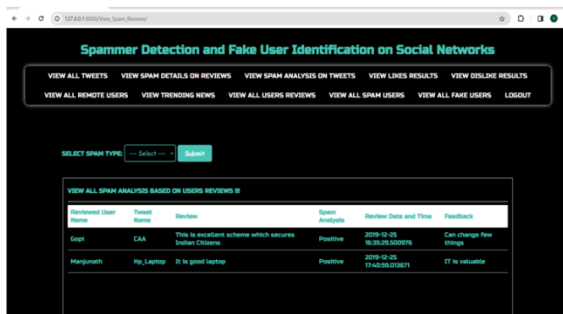 127.0.0.1:8000/View_Spam_Reviews/
Spammer Detection and Fake User Identification on Social Networks
VIEW ALL TWEETS VIEW SPAM DETAILS ON REVIEWS VIEW SPAM ANALYSIS ON TWEETS VIEW LIKES RESULTS VIEW DISLIKE RESULTS
VIEW ALL REMOTE USERS VIEW TRENDING NEWS VIEW ALL USERS REVIEWS VIEW ALL SPAM USERS VIEW ALL FAKE USERS LOGOUT
SELECT SPAM TYPE: --- Select --- Submit
VIEW ALL SPAM ANALYSIS BASED ON USERS REVIEWS !!!
Reviewed User Name Tweet Name Review Spam Analysis Review Date and Time Feedback
Gopi CAA This is excellent scheme which secures Indian Citizens Positive 2019-12-25 16:35:29.500976 Can change few things
Manjunath Hp_Laptop It is good laptop Positive 2019-12-25 17:40:59.013671 IT is valuable